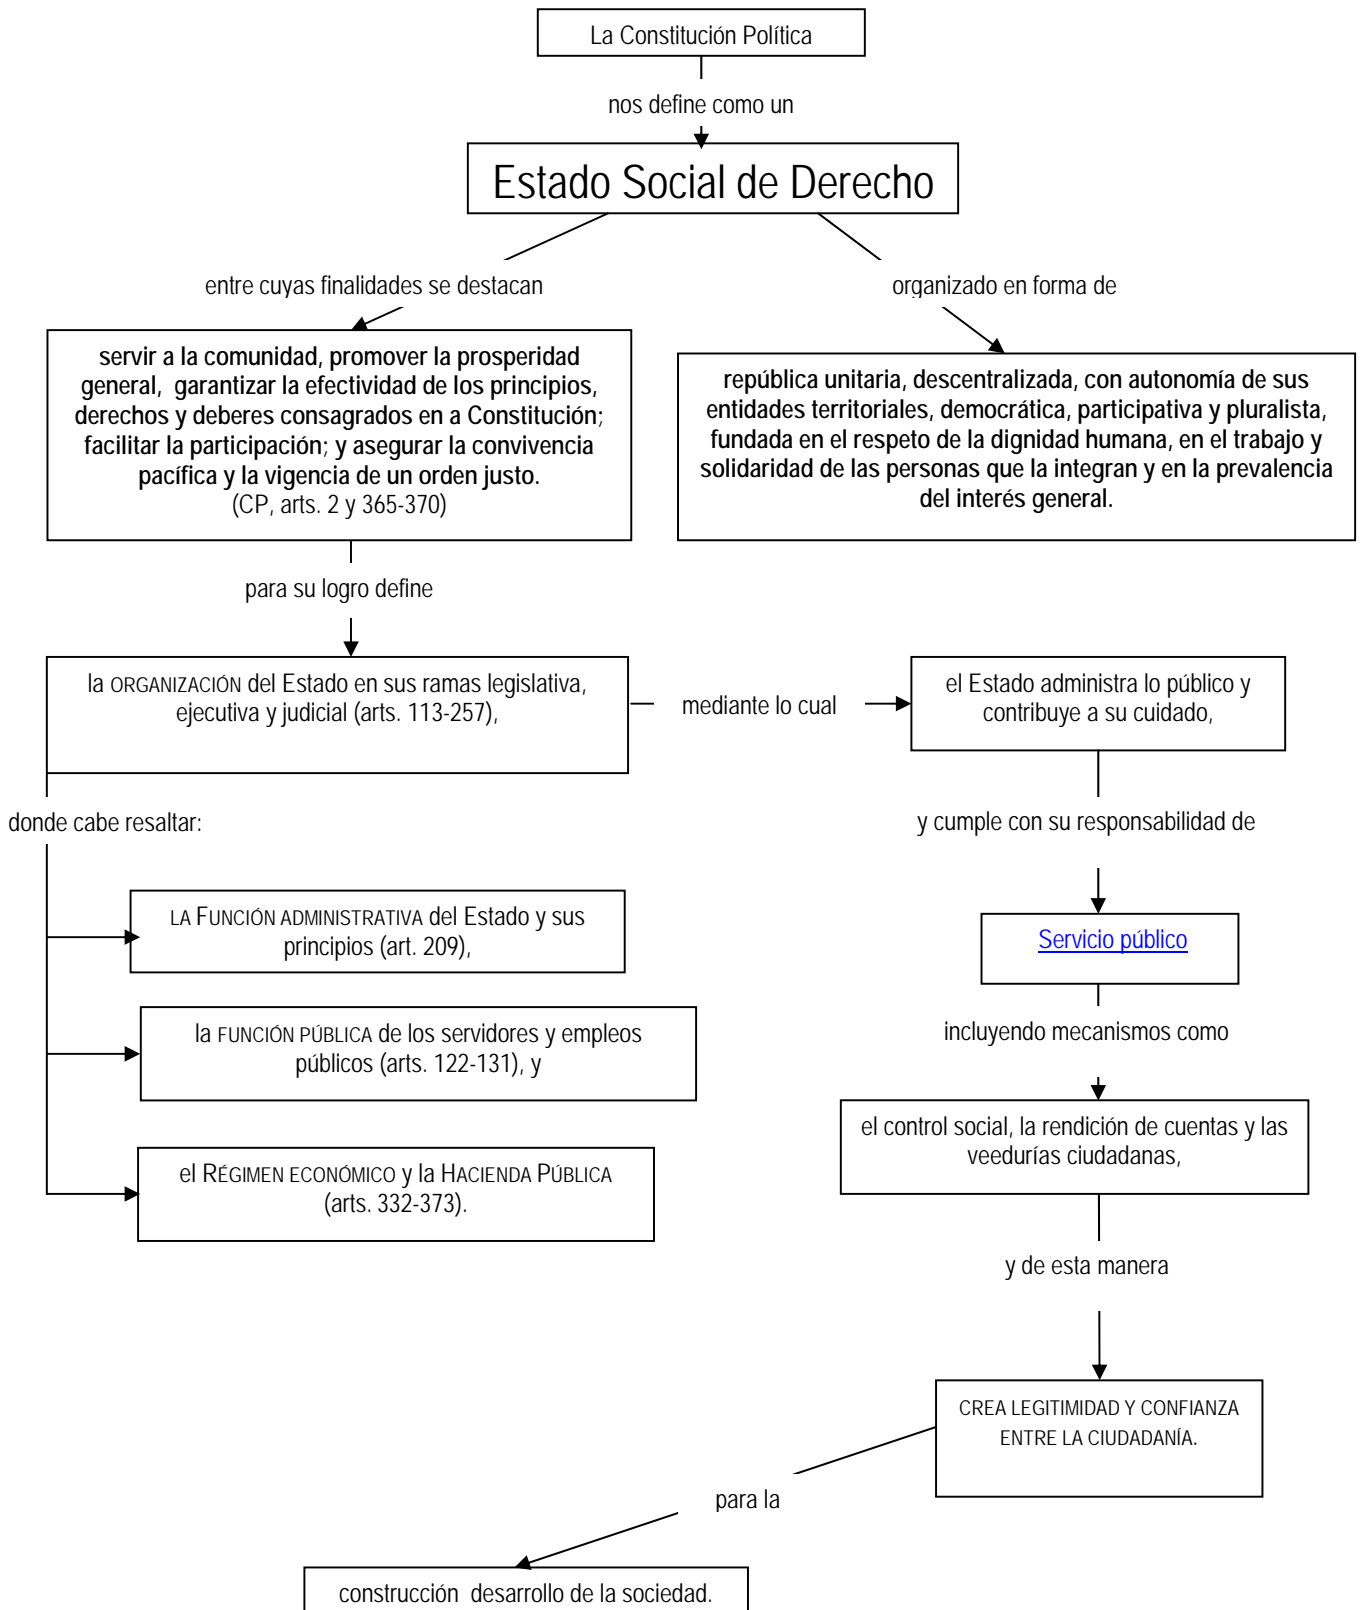 La Constitución Política
nos define como un
Estado Social de Derecho
entre cuyas finalidades se destacan
organizado en forma de
servir a la comunidad, promover la prosperidad
general,  garantizar la efectividad de los principios,
derechos y deberes consagrados en a Constitución;
facilitar la participación; y asegurar la convivencia
pacífica y la vigencia de un orden justo.
(CP, arts. 2 y 365-370)
república unitaria, descentralizada, con autonomía de sus
entidades territoriales, democrática, participativa y pluralista,
fundada en el respeto de la dignidad humana, en el trabajo y
solidaridad de las personas que la integran y en la prevalencia
del interés general.
para su logro define
la ORGANIZACIÓN del Estado en sus ramas legislativa,
ejecutiva y judicial (arts. 113-257),
mediante lo cual
el Estado administra lo público y
contribuye a su cuidado,
donde cabe resaltar:
y cumple con su responsabilidad de
LA FUNCIÓN ADMINISTRATIVA del Estado y sus
principios (art. 209),
Servicio público
la FUNCIÓN PÚBLICA de los servidores y empleos
públicos (arts. 122-131), y
incluyendo mecanismos como
el control social, la rendición de cuentas y las
veedurías ciudadanas,
el RÉGIMEN ECONÓMICO y la HACIENDA PÚBLICA
(arts. 332-373).
y de esta manera
CREA LEGITIMIDAD Y CONFIANZA
ENTRE LA CIUDADANÍA.
para la
construcción  desarrollo de la sociedad.